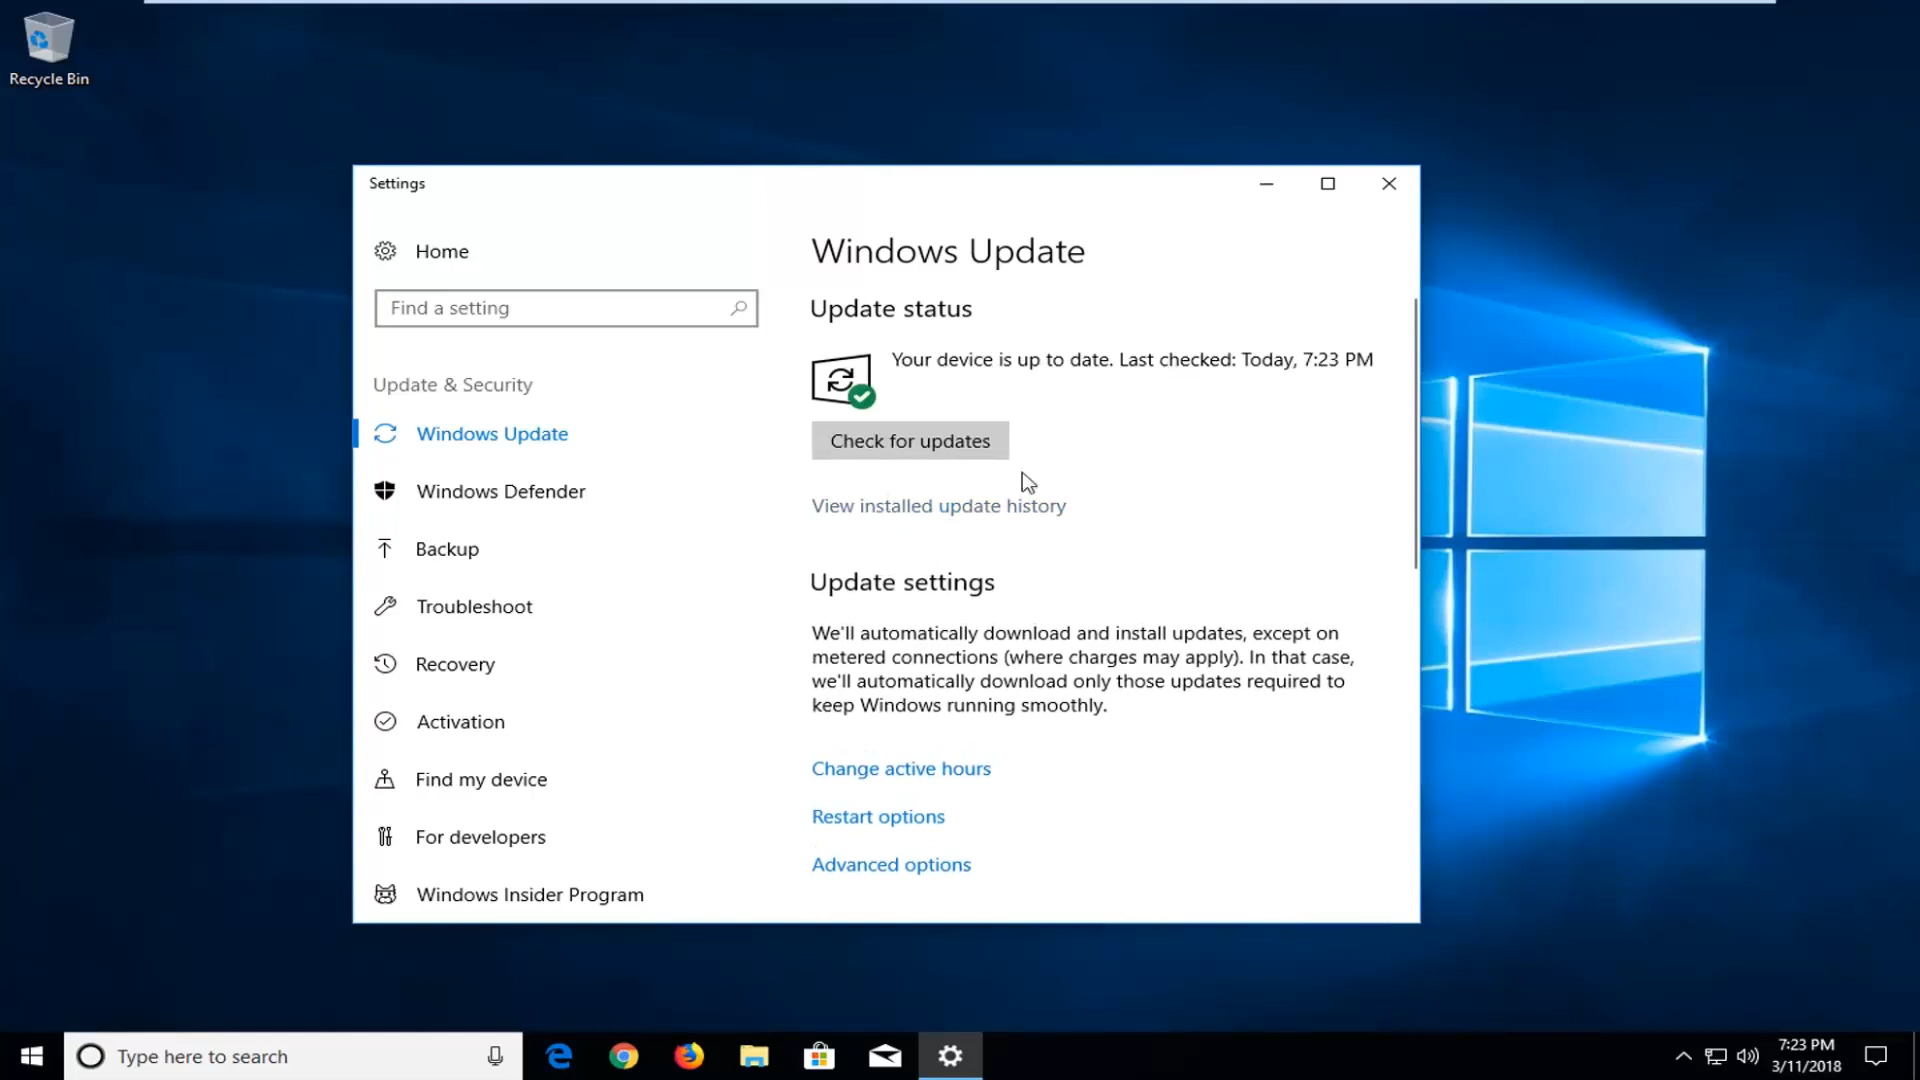 Recycle Bin
Settings
Home
Find a setting
Update & Security
Windows Update
Windows Defender
Backup
Troubleshoot
Recovery
Activation
Find my device
For developers
Windows Insider Program
Windows Update
Update status
Your device is up to date. Last checked: Today, 7:23 PM
Check for updates
View installed update history
Update settings
We'll automatically download and install updates, except on
metered connections (where charges may apply). In that case,
we'll automatically download only those updates required to
keep Windows running smoothly.
Change active hours
Restart options
Advanced options
Type here to search
7:23 PM
3/11/2018